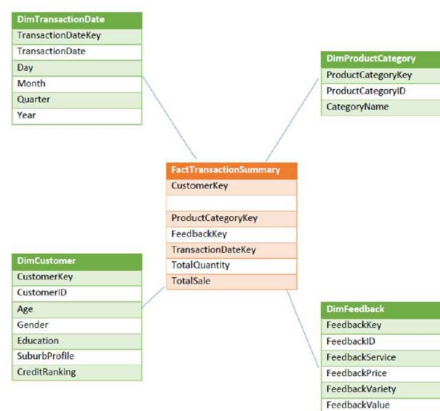 DimTransactionDate
TransactionDateKey
TransactionDate
Day
Month
Quarter
Year
DimProductCategory
ProductCategoryKey
ProductCategoryID
CategoryName
FactTransactionSummary
CustomerKey
ProductCategoryKey
FeedbackKey
TransactionDateKey
TotalQuantity
TotalSale
DimCustomer
CustomerKey
CustomerID
Age
Gender
Education
SuburbProfile
CreditRanking
DimFeedback
FeedbackKey
FeedbackID
FeedbackService
FeedbackPrice
FeedbackVariety
FeedbackValue